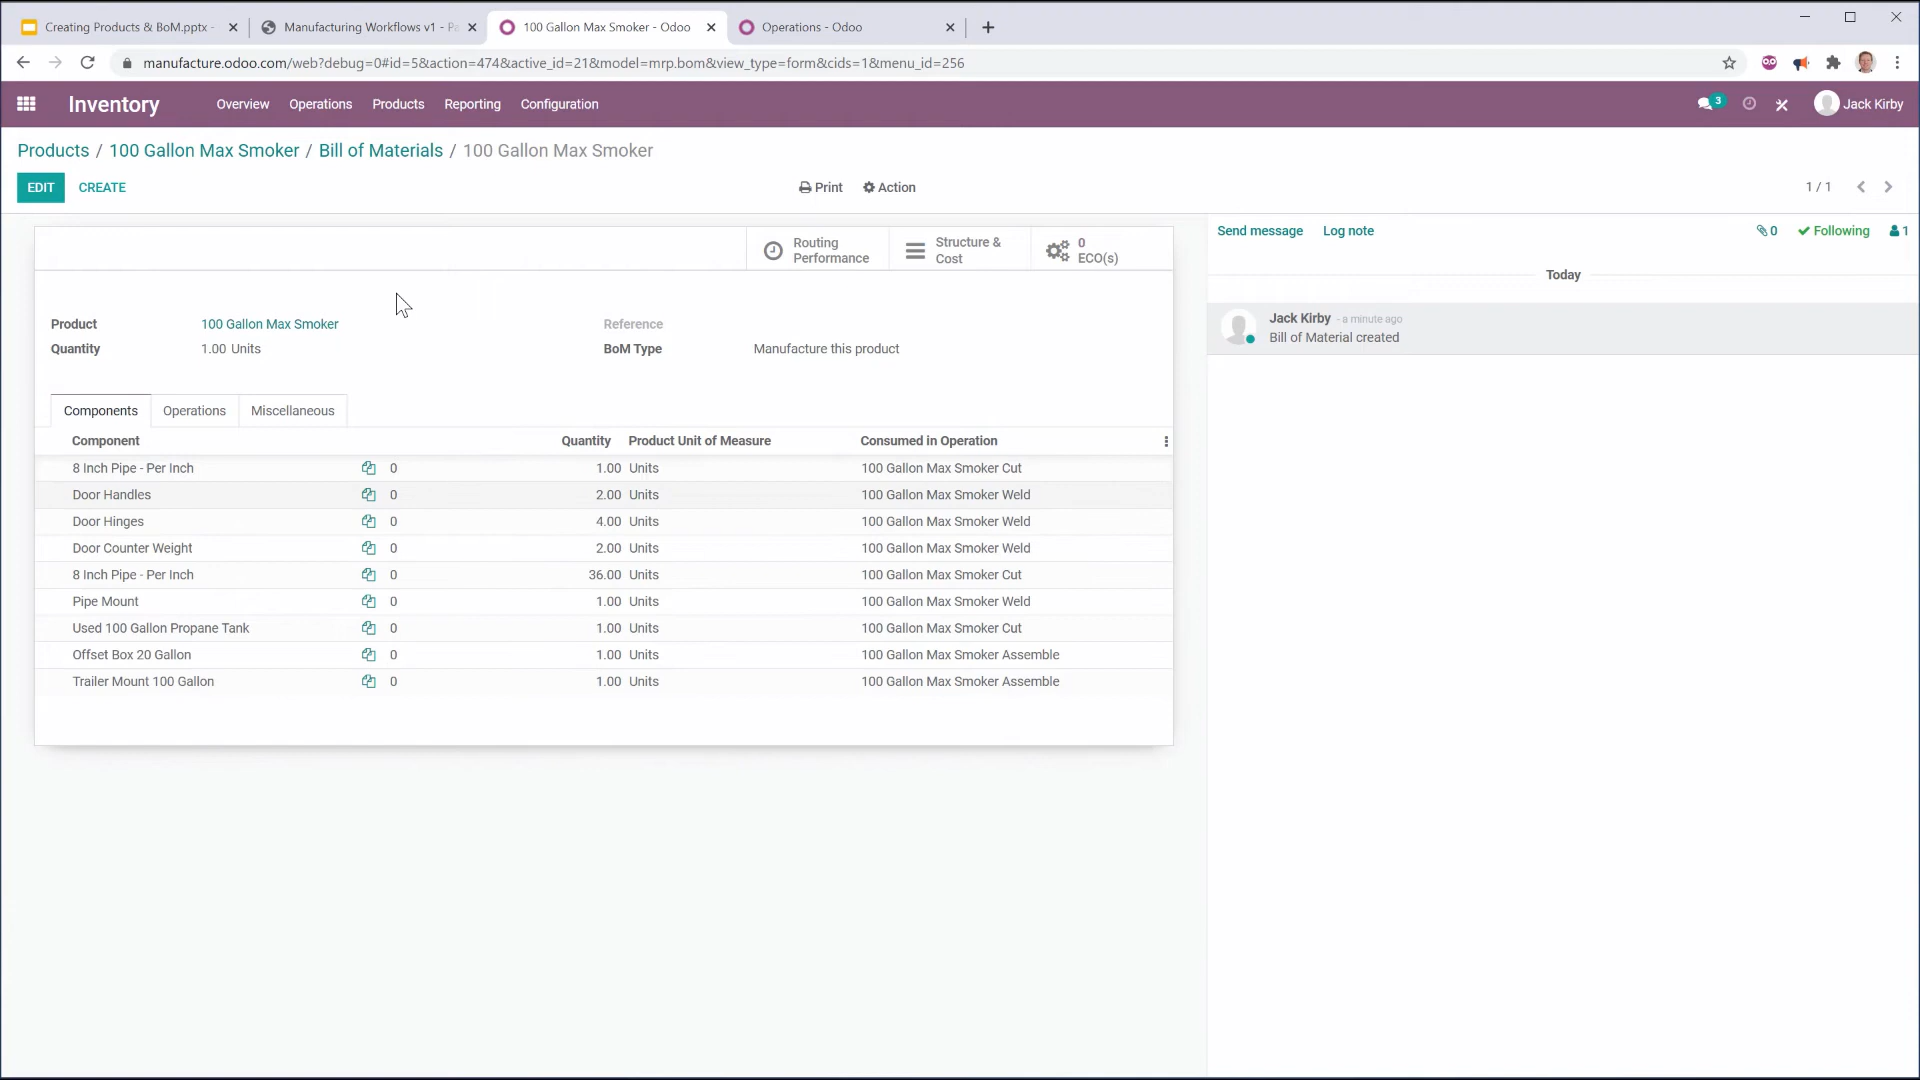 Creating Products & BoM.pptx -
Manufacturing Workflows v1 - Pa
100 Gallon Max Smoker - Odoo
Operations - Odoo
manufacture.odoo.com/web?debug=0#id=5&action=474&active_id=21&model=mrp.bom&view_type=form&cids=1&menu_id=256
Inventory
Overview
Operations
Products
Reporting
Configuration
3
Jack Kirby
Products / 100 Gallon Max Smoker / Bill of Materials / 100 Gallon Max Smoker
EDIT
CREATE
Print
Action
1 / 1
Routing
Performance
Structure &
Cost
0
ECO(s)
Send message
Log note
0
Following
1
Today
Jack Kirby - a minute ago
Bill of Material created
Product
100 Gallon Max Smoker
Reference
Quantity
1.00 Units
BoM Type
Manufacture this product
Components
Operations
Miscellaneous
Component Quantity Product Unit of Measure Consumed in Operation
8 Inch Pipe - Per Inch 0 1.00 Units 100 Gallon Max Smoker Cut
Door Handles 0 2.00 Units 100 Gallon Max Smoker Weld
Door Hinges 0 4.00 Units 100 Gallon Max Smoker Weld
Door Counter Weight 0 2.00 Units 100 Gallon Max Smoker Weld
8 Inch Pipe - Per Inch 0 36.00 Units 100 Gallon Max Smoker Cut
Pipe Mount 0 1.00 Units 100 Gallon Max Smoker Weld
Used 100 Gallon Propane Tank 0 1.00 Units 100 Gallon Max Smoker Cut
Offset Box 20 Gallon 0 1.00 Units 100 Gallon Max Smoker Assemble
Trailer Mount 100 Gallon 0 1.00 Units 100 Gallon Max Smoker Assemble